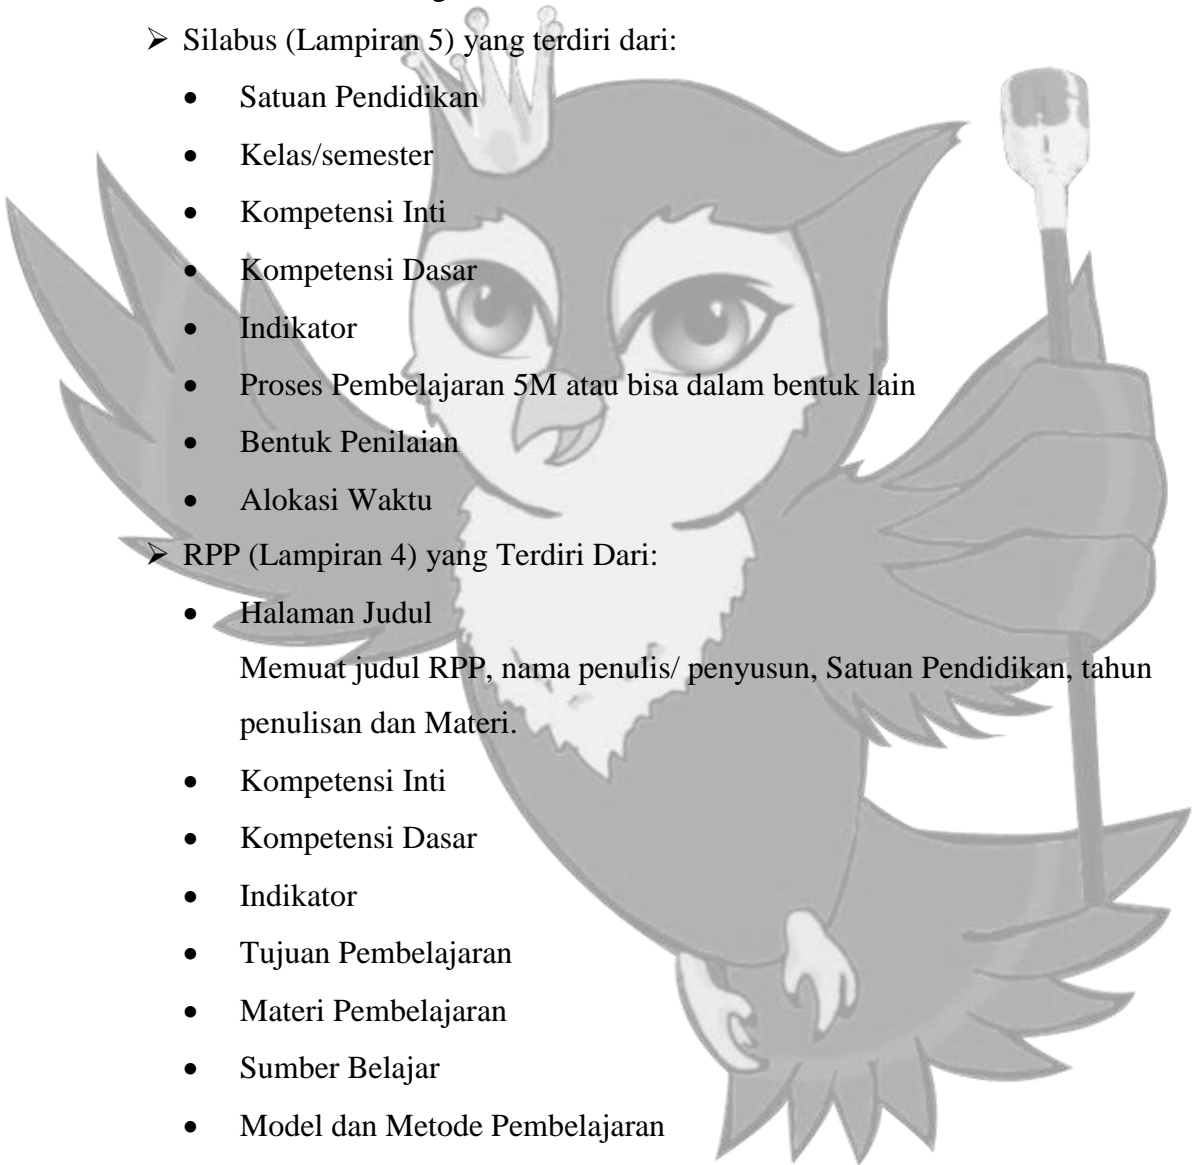 ➢ Silabus (Lampiran 5) yang terdiri dari:
• Satuan Pendidikan
• Kelas/semester
• Kompetensi Inti
• Kompetensi Dasar
• Indikator
• Proses Pembelajaran 5M atau bisa dalam bentuk lain
• Bentuk Penilaian
• Alokasi Waktu
➢ RPP (Lampiran 4) yang Terdiri Dari:
• Halaman Judul
Memuat judul RPP, nama penulis/ penyusun, Satuan Pendidikan, tahun
penulisan dan Materi.
• Kompetensi Inti
• Kompetensi Dasar
• Indikator
• Tujuan Pembelajaran
• Materi Pembelajaran
• Sumber Belajar
• Model dan Metode Pembelajaran